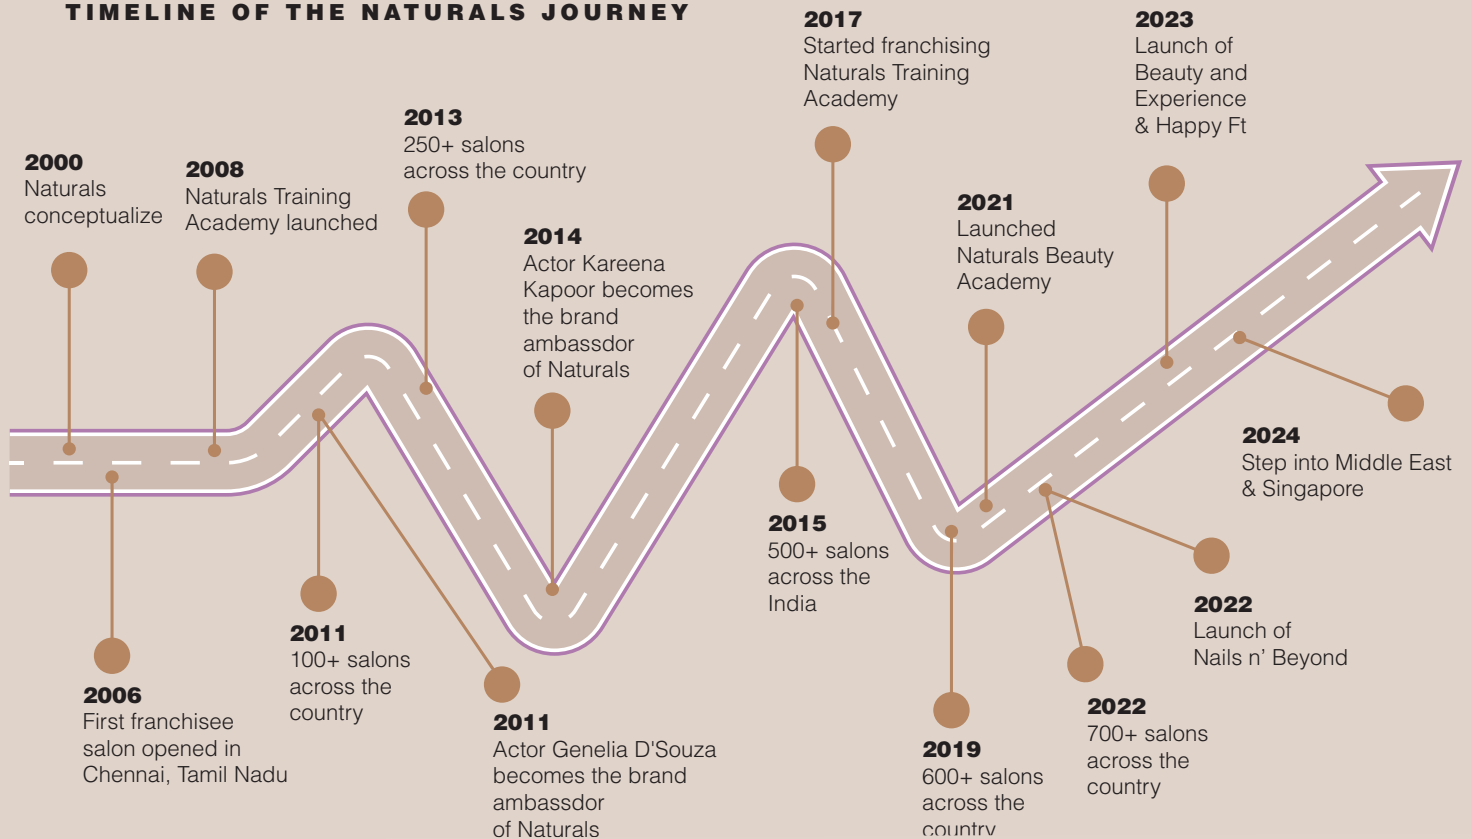 TIMELINE OF THE NATURALS JOURNEY
2000
Naturals
conceptualize
2006
First franchisee
salon opened in
Chennai, Tamil Nadu
2008
Naturals Training
Academy launched
2011
100+ salons
across the
country
2011
Actor Genelia D'Souza
becomes the brand
ambassdor
of Naturals
2013
250+ salons
across the country
2014
Actor Kareena
Kapoor becomes
the brand
ambassdor
of Naturals
2015
500+ salons
across the
India
2017
Started franchising
Naturals Training
Academy
2019
600+ salons
across the
country
2021
Launched
Naturals Beauty
Academy
2022
700+ salons
across the
country
2022
Launch of
Nails n’ Beyond
2023
Launch of
Beauty and
Experience
& Happy Ft
2024
Step into Middle East
& Singapore